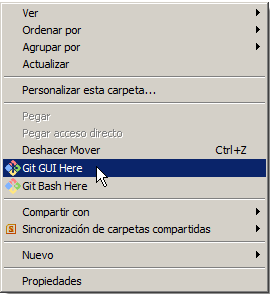 Ver
Ordenar por
Agrupar por
Actualizar
Personalizar esta carpeta...
Pegar
Pegar acceso directo
Deshacer Mover Ctrl+Z
Git GUI Here
Git Bash Here
Compartir con
Sincronización de carpetas compartidas
Nuevo
Propiedades